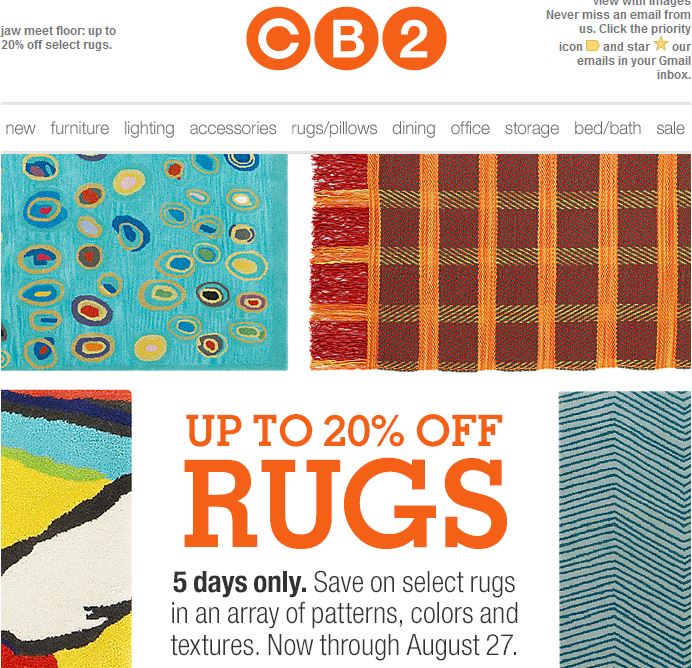 jaw meet floor: up to
20% off select rugs.
CB2
view with images
Never miss an email from
us. Click the priority
icon and star our
emails in your Gmail
inbox.
new furniture lighting accessories rugs/pillows dining office storage bed/bath sale
UP TO 20% OFF
RUGS
5 days only. Save on select rugs
in an array of patterns, colors and
textures. Now through August 27.